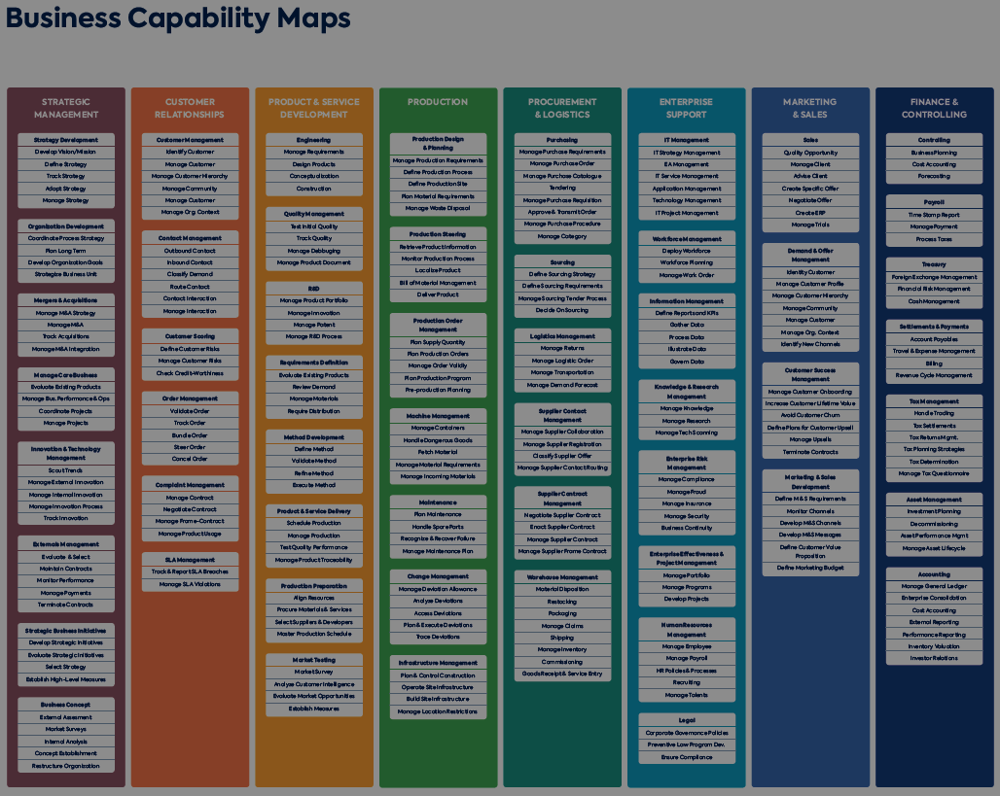 Business Capability Maps
STRATEGIC
MANAGEMENT
Strategy Development
Develop Vision/Mission
Define Strategy
Track Strategy
Adapt Strategy
Manage Strategy
Organization Development
Coordinate Process Strategy
Plan Long Term
Develop Organization Goals
Strategize Business Unit
Mergers & Acquisitions
Manage M&A Strategy
Manage M&A
Track Acquisitions
Manage M&A Integration
Manage Care Business
Evaluate Existing Products
Manage Bus. Performance & Ops
Coordinate Projects
Manage Projects
Innovation & Technology
Management
Scout Trends
Manage External Innovation
Manage Internal Innovation
Manage Innovation Process
Track Innovation
Externals Management
Evaluate & Select
Maintain Contracts
Monitor Performance
Manage Payments
Terminate Contracts
Strategic Business Initiatives
Develop Strategic Initiatives
Evaluate Strategic Initiatives
Select Strategy
Establish High-Level Measures
Business Concept
External Assesment
Market Surveys
Internal Analysis
Concept Establishment
Restructure Organization
CUSTOMER
RELATIONSHIPS
Customer Management
Identify Customer
Manage Customer
Manage Customer Hierarchy
Manage Community
Manage Customer
Manage Org. Context
Contact Management
Outbound Contact
Inbound Contact
Classify Demand
Route Contact
Contact Interaction
Manage Interaction
Customer Scoring
Define Customer Risks
Manage Customer Risks
Check Credit-Worthiness
Order Management
Validate Order
Track Order
Bundle Order
Steer Order
Cancel Order
Complaint Management
Manage Contract
Negotiate Contract
Manage Frame-Contract
Manage Product Usage
SLA Management
Track & Report SLA Breaches
Manage SLA Violations
PRODUCT & SERVICE
DEVELOPMENT
Engineering
Manage Requirements
Design Products
Conceptualization
Construction
Quality Management
Test Initial Quality
Track Quality
Manage Debbuging
Manage Product Document
R&D
Manage Product Portfolio
Manage Innovation
Manage Patent
Manage R&D Process
Requirements Definition
Evaluate Existing Products
Review Demand
Manage Materials
Require Distribution
Method Development
Define Method
Validate Method
Refine Method
Execute Method
Product & Service Delivery
Schedule Production
Manage Production
Test Quality Performance
Manage Product Traceability
Production Preparation
Align Resources
Procure Materials & Services
Select Suppliers & Developers
Master Production Schedule
Market Testing
Market Survey
Analyze Customer Intelligence
Evaluate Market Opportunities
Establish Measures
PRODUCTION
Production Design
& Planning
Manage Production Requirements
Define Production Process
Define Production Site
Plan Material Requirements
Manage Waste Disposal
Production Steering
Retrieve Product Information
Monitor Production Process
Localize Product
Bill of Material Management
Deliver Product
Production Order
Management
Plan Supply Quantity
Plan Production Orders
Manage Order Validiy
Plan Production Program
Pre-production Planning
Machine Management
Manage Containers
Handle Dangerous Goods
Fetch Material
Manage Material Requirements
Manage Incoming Materials
Maintenance
Plan Maintenance
Handle Spare Parts
Recognize & Recover Failure
Manage Maintenance Plan
Change Management
Manage Deviation Allowance
Analyze Deviations
Access Deviations
Plan & Execute Deviations
Trace Deviations
Infrastructure Management
Plan & Control Construction
Operate Site Infrastructure
Build Site Infrastructure
Manage Location Restrictions
PROCUREMENT
& LOGISTICS
Purchasing
Manage Purchase Requirements
Manage Purchase Order
Manage Purchase Catalogue
Tendering
Manage Purchase Requisition
Approve & Transmit Order
Manage Purchase Procedure
Manage Category
Sourcing
Define Sourcing Strategy
Define Sourcing Requirements
Manage Sourcing Tender Process
Decide On Sourcing
Logistics Management
Manage Returns
Manage Logistic Order
Manage Transportation
Manage Demand Forecast
Supplier Contact
Management
Manage Supplier Collaboration
Manage Supplier Registration
Classify Supplier Offer
Manage Supplier Contact Routing
Supplier Contract
Management
Negotiate Supplier Contract
Enact Supplier Contract
Manage Supplier Contract
Manage Supplier Frame Contract
Warehouse Management
Material Disposition
Restocking
Packaging
Manage Claims
Shipping
Manage Inventory
Commissioning
Goods Receipt & Service Entry
ENTERPRISE
SUPPORT
IT Management
IT Strategy Management
EA Management
IT Service Management
Application Management
Technology Management
IT Project Management
Workforce Management
Deploy Workforce
Workforce Planning
Manage Work Order
Information Management
Define Reports and KPIs
Gather Data
Process Data
Illustrate Data
Govern Data
Knowledge & Research
Management
Manage Knowledge
Manage Research
Manage Tech Scanning
Enterprise Risk
Management
Manage Compliance
Manage Fraud
Manage Insurance
Manage Security
Business Continuity
Enterprise Effectiveness &
Project Management
Manage Portfolio
Manage Programs
Develop Projects
Human Resources
Management
Manage Employee
Manage Payroll
HR Policies & Processes
Recruiting
Manage Talents
Legal
Corporate Governance Policies
Preventive Law Program Dev.
Ensure Compliance
MARKETING
& SALES
Sales
Quality Opportunity
Manage Client
Advise Client
Create Specific Offer
Negotiate Offer
Create ERP
Manage Trials
Demand & Offer
Management
Identity Customer
Manage Customer Profile
Manage Customer Hierarchy
Manage Community
Manage Customer
Manage Org. Context
Identify New Channels
Customer Success
Management
Manage Customer Onboarding
Increase Customer Lifetime Value
Avoid Customer Churn
Define Plans for Customer Upsell
Manage Upsells
Terminate Contracts
Marketing & Sales
Development
Define M & S Requirements
Monitor Channels
Develop M&S Channels
Develop M&S Messages
Define Customer Value
Proposition
Define Marketing Budget
FINANCE &
CONTROLLING
Controlling
Business Planning
Cost Accounting
Forecasting
Payroll
Time Stamp Report
Manage Payment
Process Taxes
Treasury
Foreign Exchange Management
Financial Risk Management
Cash Management
Settlements & Payments
Account Payables
Travel & Expense Management
Billing
Revenue Cycle Management
Tax Management
Handle Trading
Tax Settlements
Tax Returns Mgmt.
Tax Planning Strategies
Tax Determination
Manage Tax Questionnaire
Asset Management
Investment Planning
Decommissioning
Asset Performance Mgmt
Manage Asset Lifecycle
Accounting
Manage General Ledger
Enterprise Consolidation
Cost Accounting
External Reporting
Performance Reporting
Inventory Valuation
Investor Relations